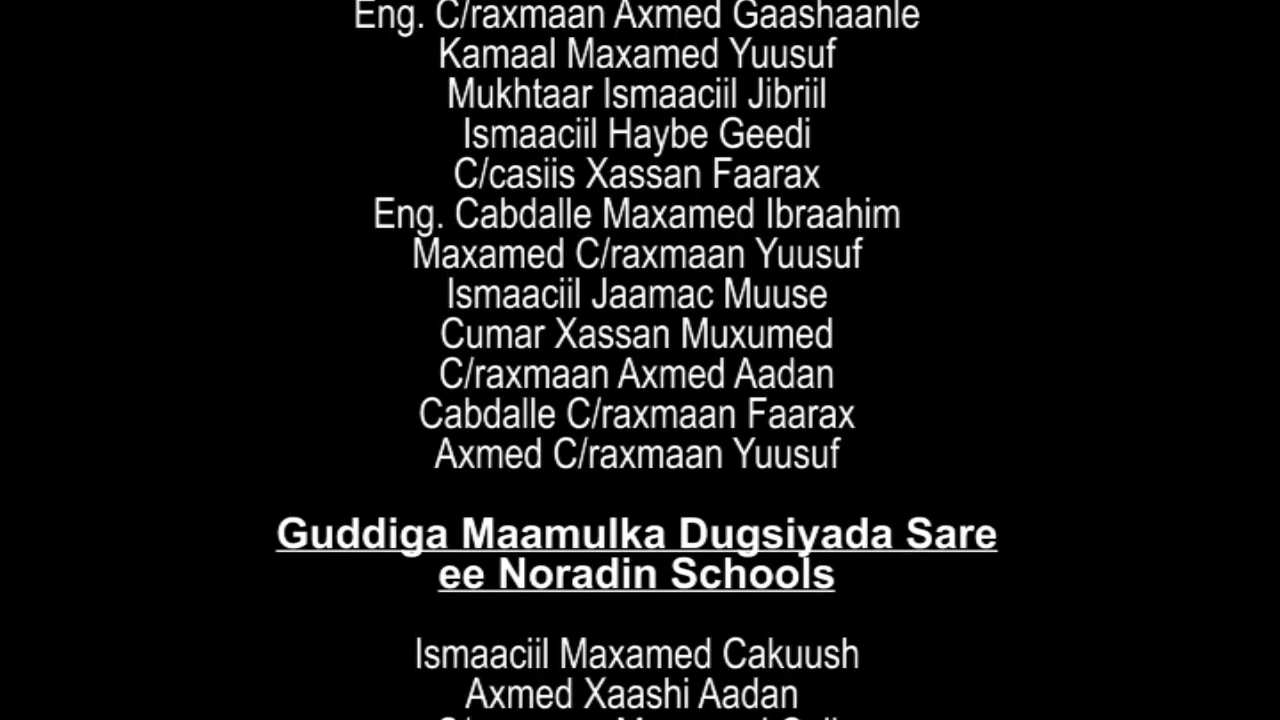 Eng. C/raxmaan Axmed Gaashaanle
Kamaal Maxamed Yuusuf
Mukhtaar Ismaaciil Jibriil
Ismaaciil Haybe Geedi
C/casiis Xassan Faarax
Eng. Cabdalle Maxamed Ibraahim
Maxamed C/raxmaan Yuusuf
Ismaaciil Jaamac Muuse
Cumar Xassan Muxumed
C/raxmaan Axmed Aadan
Cabdalle C/raxmaan Faarax
Axmed C/raxmaan Yuusuf
Guddiga Maamulka Dugsiyada Sare
ee Noradin Schools
Ismaaciil Maxamed Cakuush
Axmed Xaashi Aadan